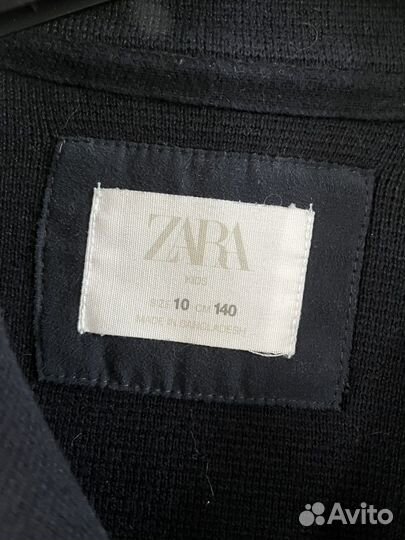 ZARA
KIDS
SIZE 10 CM 140
MADE IN BANGLADESH
Avito